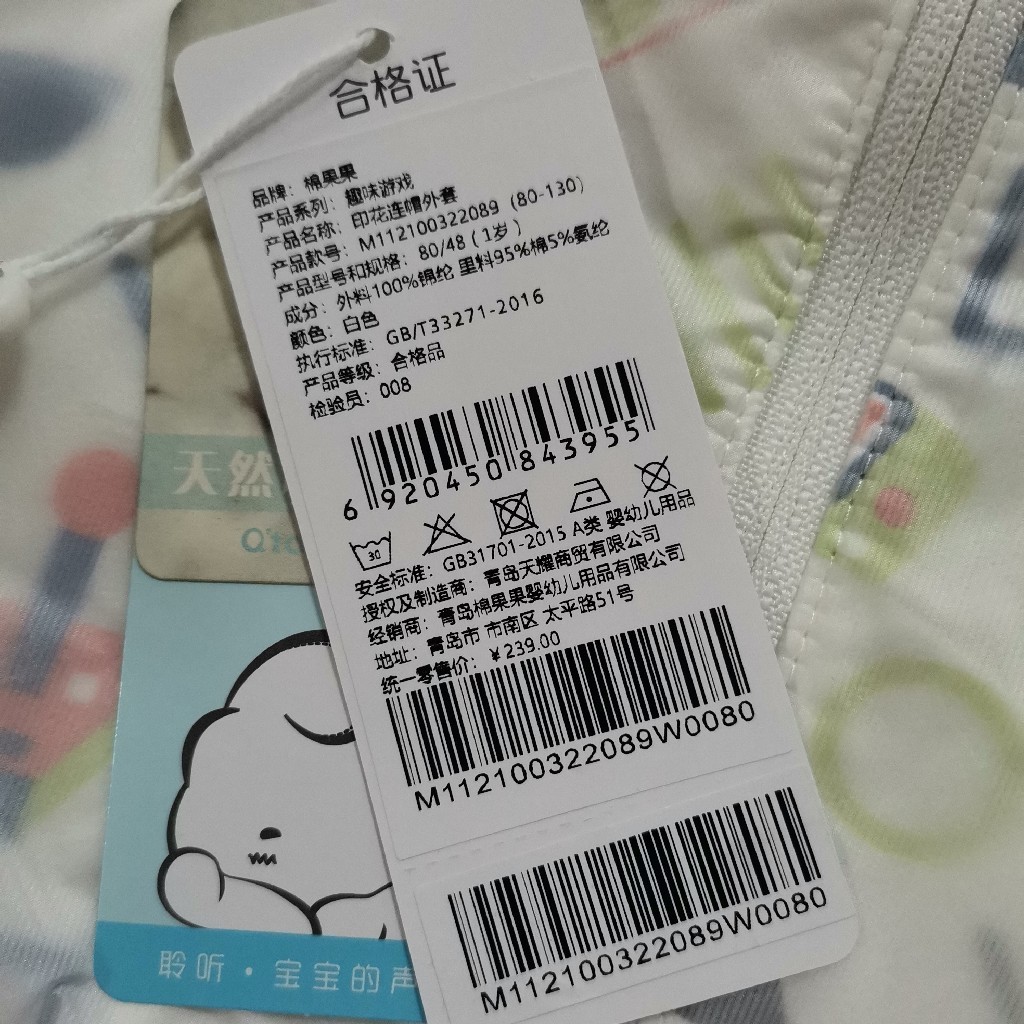 合格证
品牌：棉果果
产品系列：趣味游戏
产品名称：印花连帽外套
产品款号：M112100322089（80-130）
产品型号和规格：80/48（1岁）
成分：外料100%锦纶 里料95%棉5%氨纶
颜色：白色
执行标准：GB/T33271-2016
产品等级：合格品
检验员：008
6 920450 843955
30
安全标准：GB31701-2015 A类 婴幼儿用品
授权及制造商：青岛天耀商贸有限公司
经销商：青岛棉果果婴幼儿用品有限公司
地址：青岛市 市南区 太平路51号
统一零售价：￥239.00
M112100322089W0080
M112100322089W0080
天然
聆听·宝宝的声